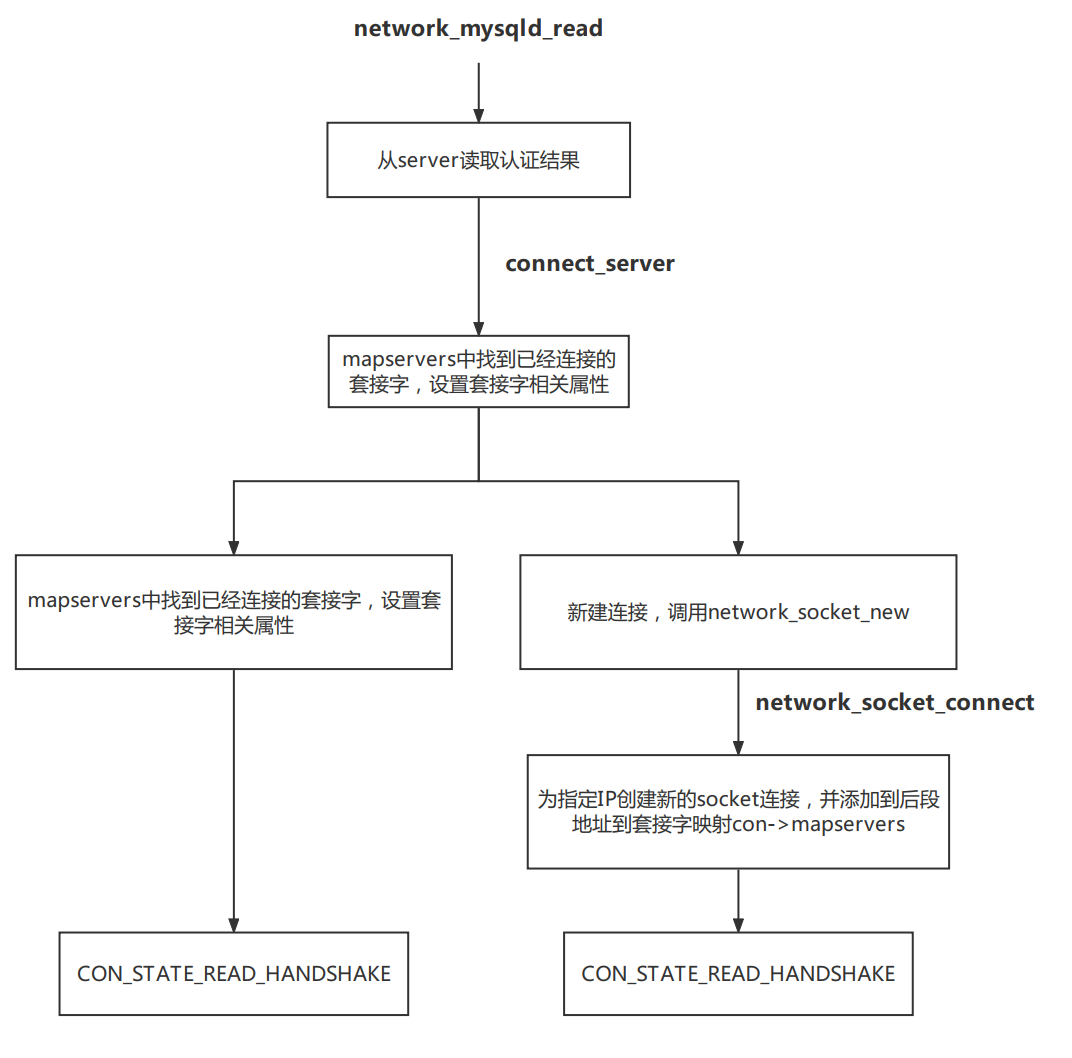 network_mysqld_read
从server读取认证结果
connect_server
mapservers中找到已经连接的
套接字，设置套接字相关属性
mapservers中找到已经连接的套接字，设置套
接字相关属性
新建连接，调用network_socket_new
network_socket_connect
为指定IP创建新的socket连接，并添加到后段
地址到套接字映射con->mapservers
CON_STATE_READ_HANDSHAKE
CON_STATE_READ_HANDSHAKE